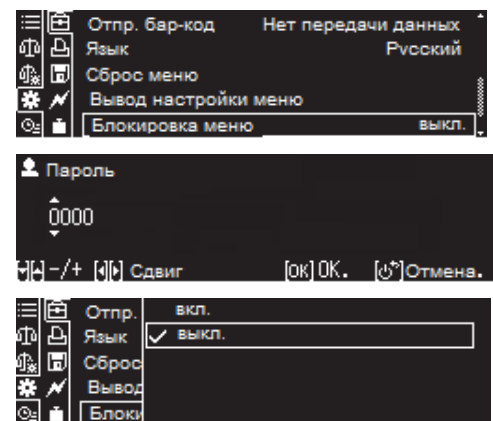 Отпр. бар-код Нет передачи данных
Язык Русский
Сброс меню
Вывод настройки меню
Блокировка меню выкл.
Пароль
0000
-/+ Сдвиг [OK] OK. Отмена.
Отпр. вкл.
Язык выкл.
Сброс
Вывод
Блоки